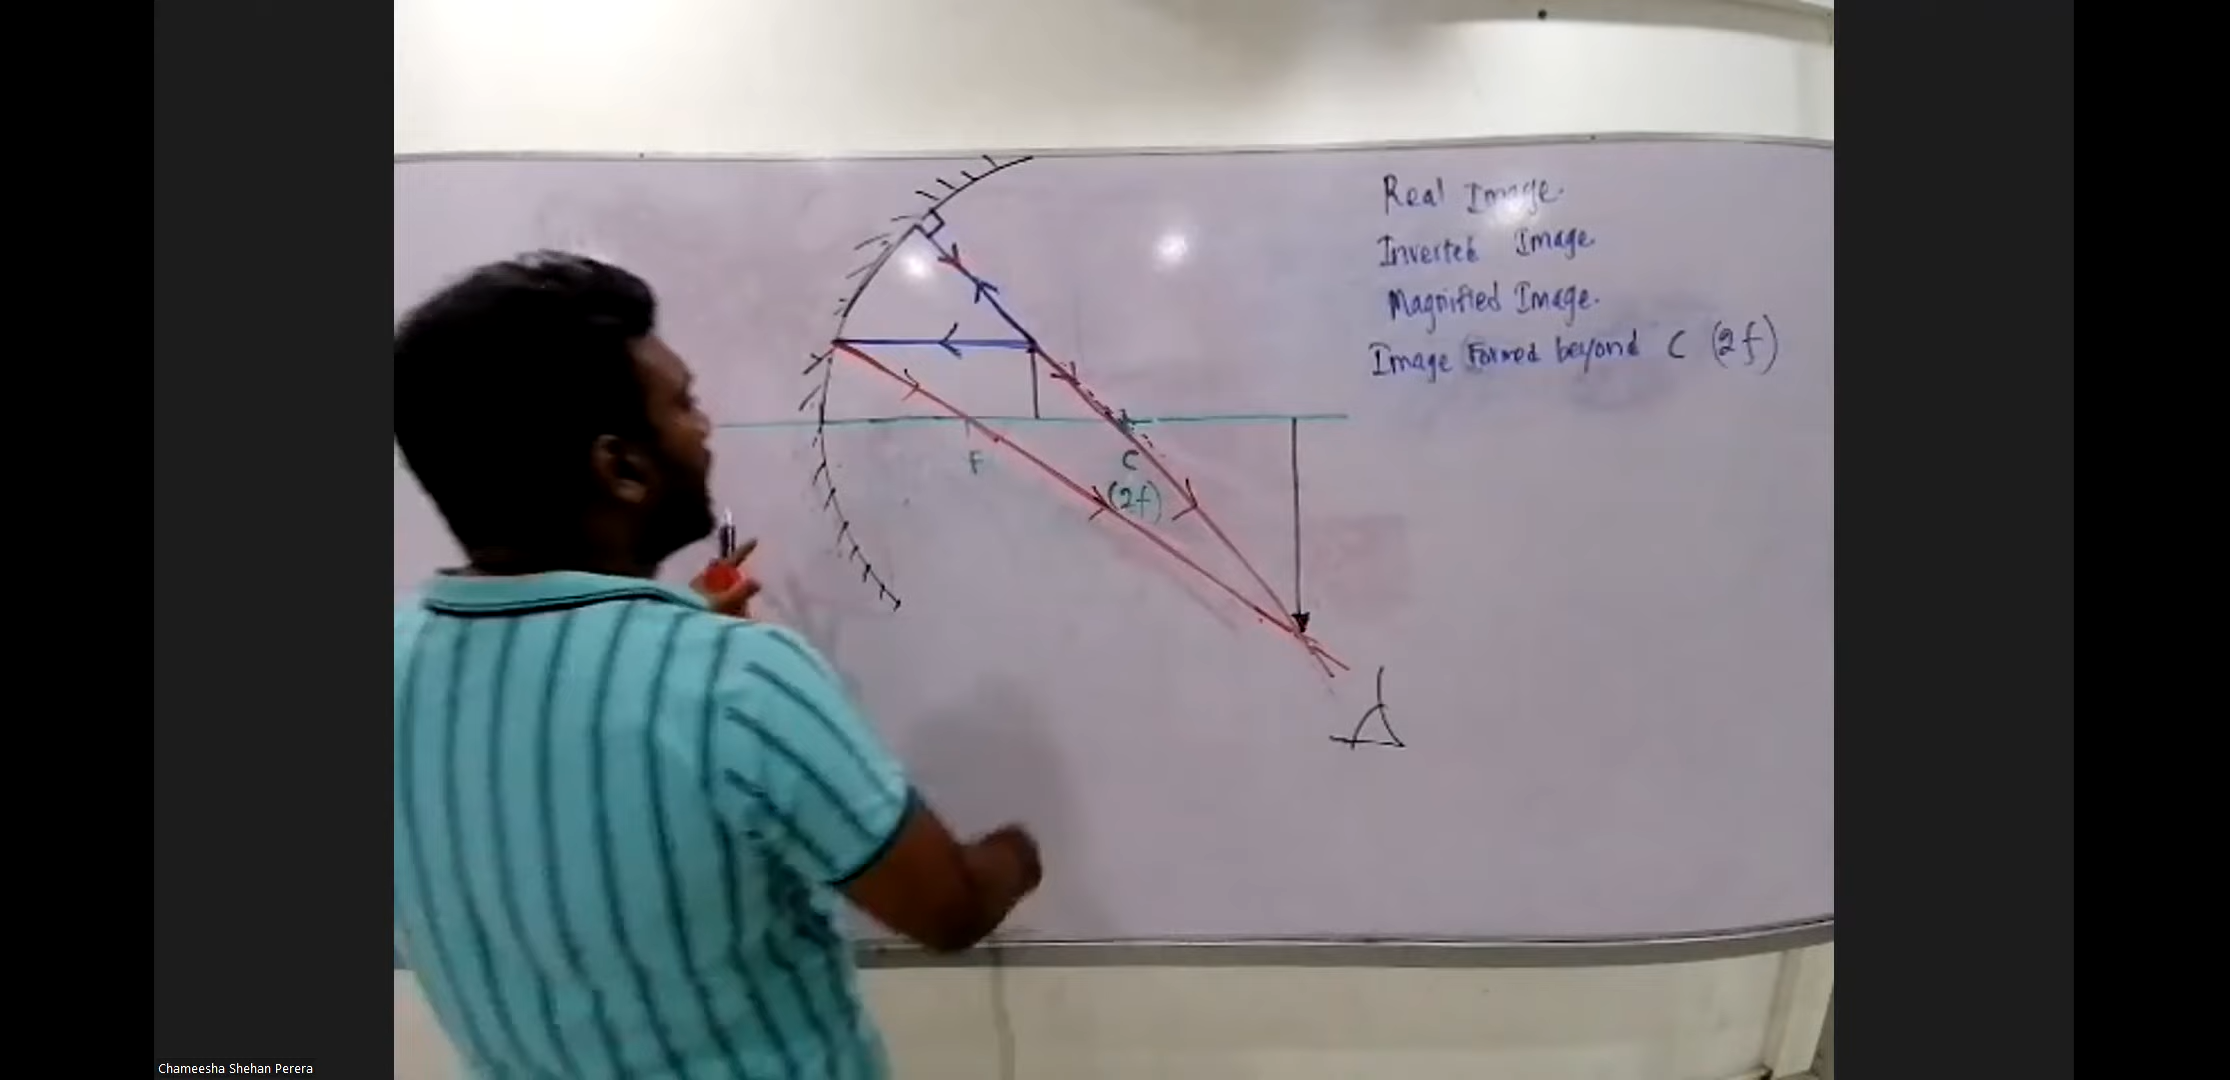 Real Image.
Inverted Image
Magnified Image.
Image Formed beyond C (2f)
F
C
(2f)
Chameesha Shehan Perera